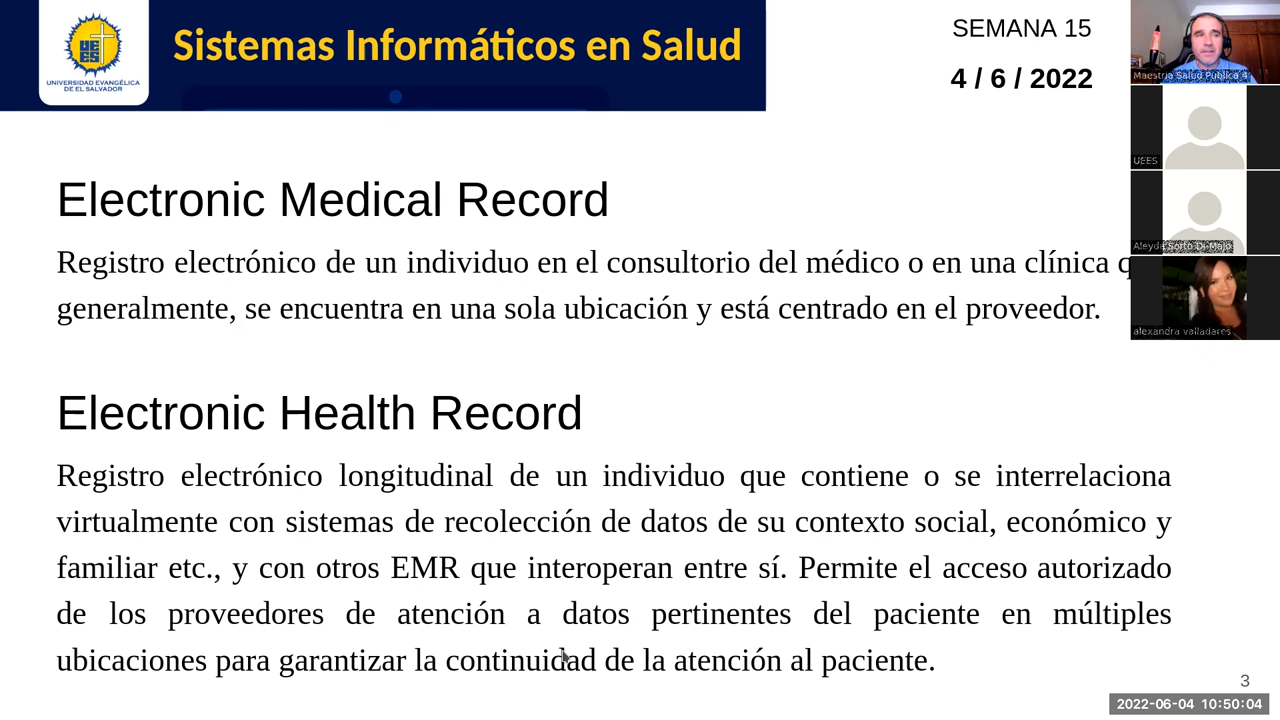 UNIVERSIDAD EVANGÉLICA
DE EL SALVADOR
Sistemas Informáticos en Salud
SEMANA 15
4 / 6 / 2022
Maestria Salud Publica 4
UEES
Aleyda Sorto Di Majo
alexandra valladares
Electronic Medical Record
Registro electrónico de un individuo en el consultorio del médico o en una clínica
generalmente, se encuentra en una sola ubicación y está centrado en el proveedor.
Electronic Health Record
Registro electrónico longitudinal de un individuo que contiene o se interrelaciona
virtualmente con sistemas de recolección de datos de su contexto social, económico y
familiar etc., y con otros EMR que interoperan entre sí. Permite el acceso autorizado
de los proveedores de atención a datos pertinentes del paciente en múltiples
ubicaciones para garantizar la continuidad de la atención al paciente.
3
2022-06-04 10:50:04